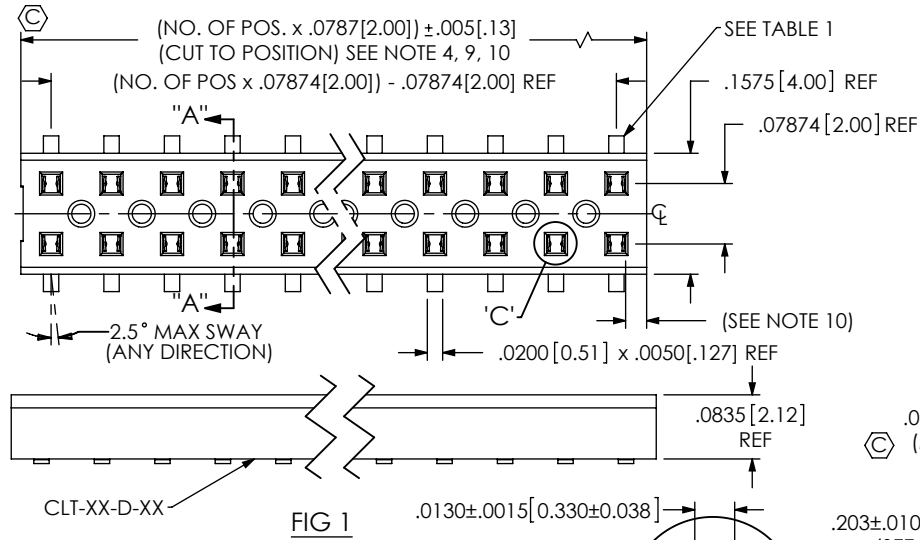 C
(NO. OF POS. x .0787[2.00]) ±.005[.13]
(CUT TO POSITION) SEE NOTE 4, 9, 10
(NO. OF POS x .07874[2.00]) - .07874[2.00] REF
SEE TABLE 1
.1575[4.00] REF
.07874[2.00] REF
"A"
℄
"A"
'C'
2.5° MAX SWAY
(ANY DIRECTION)
(SEE NOTE 10)
.0200[0.51] x .0050[.127] REF
.0835[2.12]
REF
.0
C (
CLT-XX-D-XX
FIG 1
.0130±.0015[0.330±0.038]
.203±.010